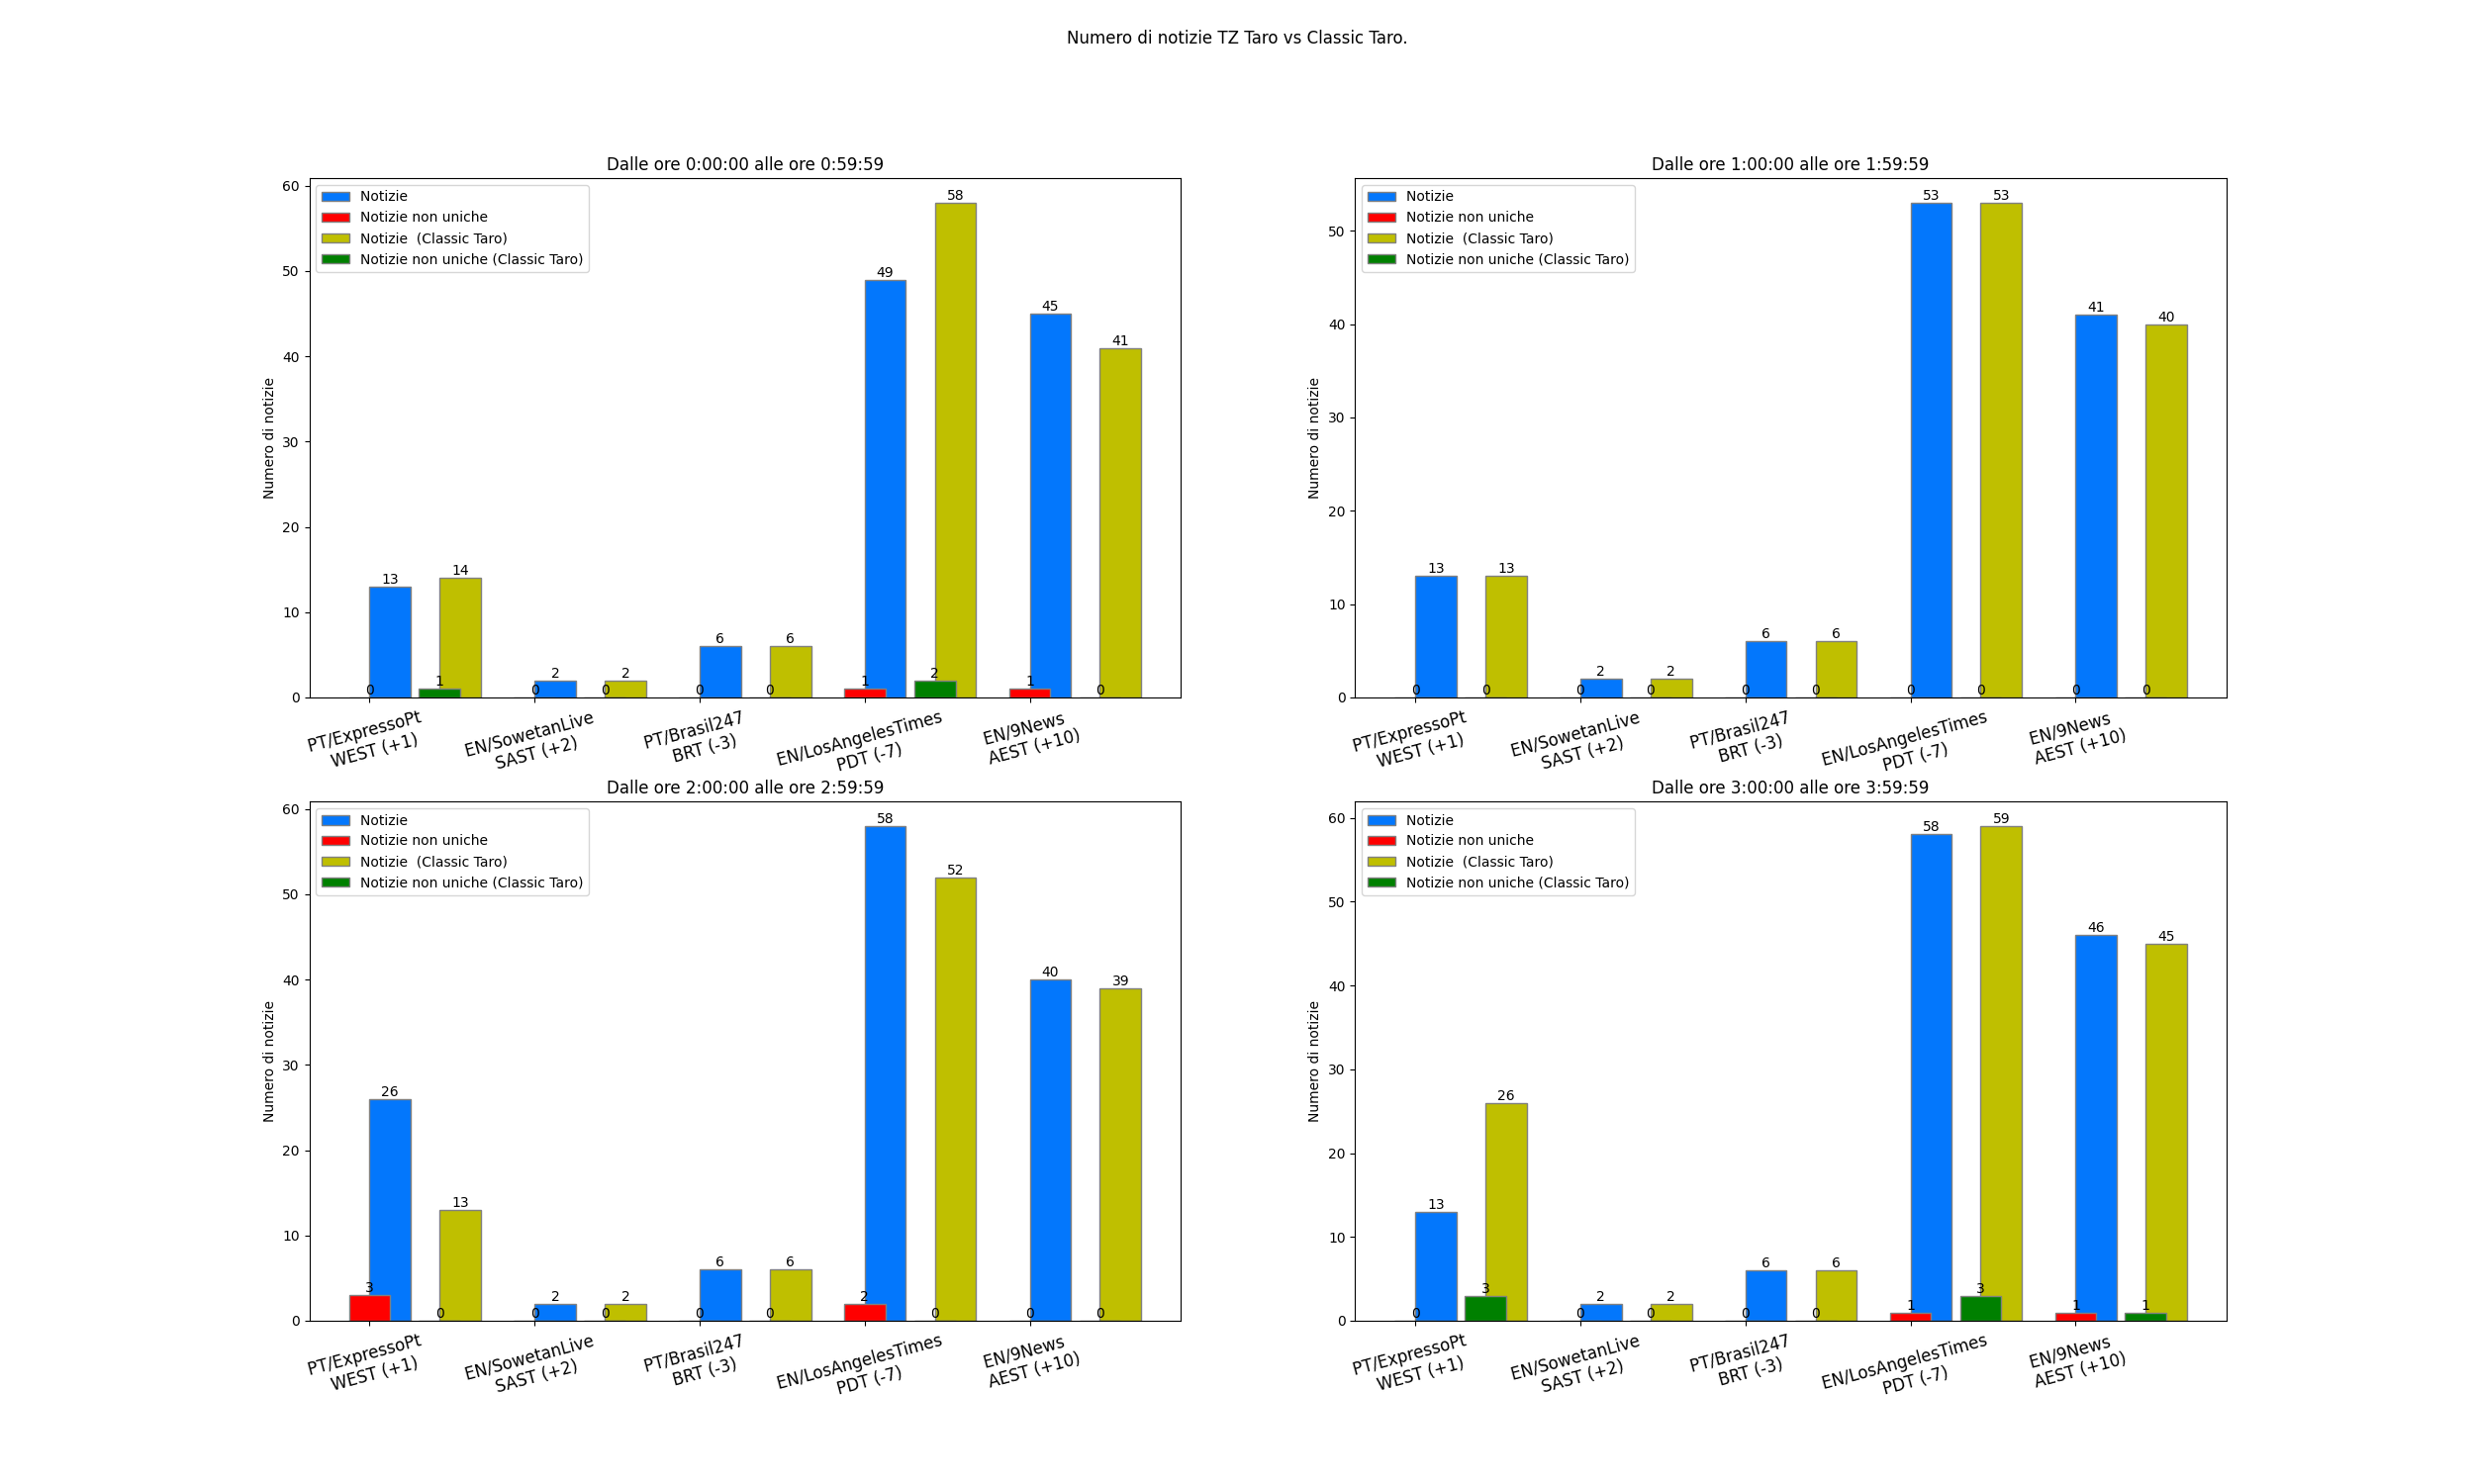 Numero di notizie TZ Taro vs Classic Taro.
Dalle ore 0:00:00 alle ore 0:59:59
Notizie
Notizie non uniche
Notizie  (Classic Taro)
Notizie non uniche (Classic Taro)
Numero di notizie
60
50
40
30
20
10
0
0
13
1
14
0
2
0
2
0
6
0
6
1
49
2
58
1
45
0
41
PT/ExpressoPt
WEST (+1)
EN/SowetanLive
SAST (+2)
PT/Brasil247
BRT (-3)
EN/LosAngelesTimes
PDT (-7)
EN/9News
AEST (+10)
Dalle ore 1:00:00 alle ore 1:59:59
Notizie
Notizie non uniche
Notizie  (Classic Taro)
Notizie non uniche (Classic Taro)
Numero di notizie
50
40
30
20
10
0
0
13
0
13
0
2
0
2
0
6
0
6
0
53
0
53
0
41
0
40
PT/ExpressoPt
WEST (+1)
EN/SowetanLive
SAST (+2)
PT/Brasil247
BRT (-3)
EN/LosAngelesTimes
PDT (-7)
EN/9News
AEST (+10)
Dalle ore 2:00:00 alle ore 2:59:59
Notizie
Notizie non uniche
Notizie  (Classic Taro)
Notizie non uniche (Classic Taro)
Numero di notizie
60
50
40
30
20
10
0
3
26
0
13
0
2
0
2
0
6
0
6
2
58
0
52
0
40
0
39
PT/ExpressoPt
WEST (+1)
EN/SowetanLive
SAST (+2)
PT/Brasil247
BRT (-3)
EN/LosAngelesTimes
PDT (-7)
EN/9News
AEST (+10)
Dalle ore 3:00:00 alle ore 3:59:59
Notizie
Notizie non uniche
Notizie  (Classic Taro)
Notizie non uniche (Classic Taro)
Numero di notizie
60
50
40
30
20
10
0
0
13
3
26
0
2
0
2
0
6
0
6
1
58
3
59
1
46
1
45
PT/ExpressoPt
WEST (+1)
EN/SowetanLive
SAST (+2)
PT/Brasil247
BRT (-3)
EN/LosAngelesTimes
PDT (-7)
EN/9News
AEST (+10)